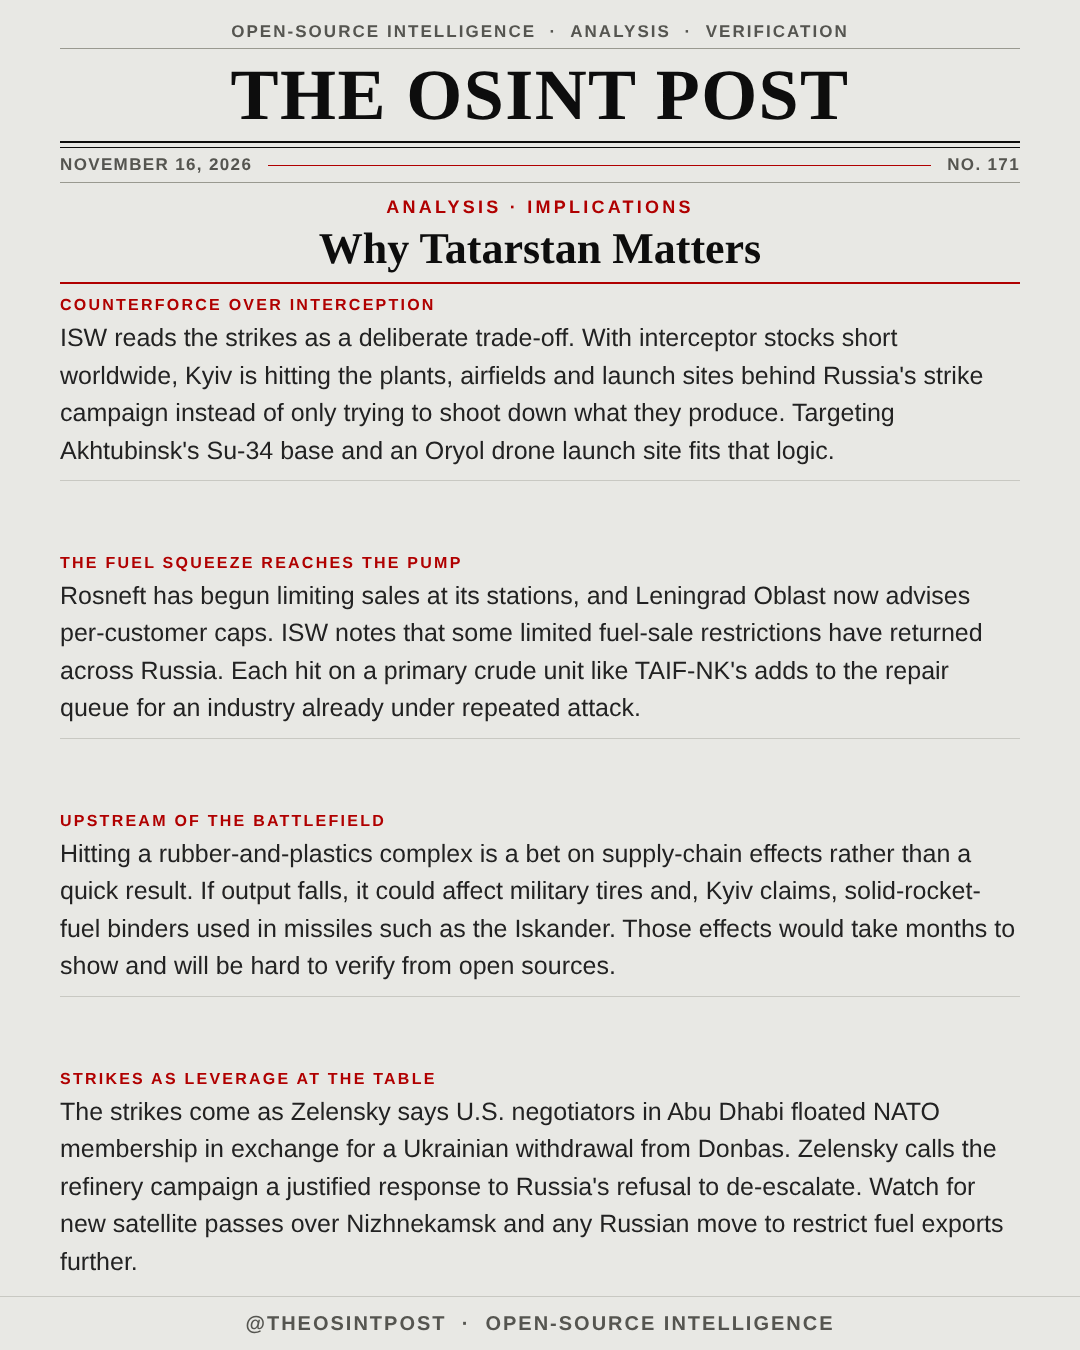 OPEN-SOURCE INTELLIGENCE · ANALYSIS · VERIFICATION
THE OSINT POST
NOVEMBER 16, 2026 NO. 171
ANALYSIS · IMPLICATIONS
Why Tatarstan Matters
COUNTERFORCE OVER INTERCEPTION
ISW reads the strikes as a deliberate trade-off. With interceptor stocks short
worldwide, Kyiv is hitting the plants, airfields and launch sites behind Russia's strike
campaign instead of only trying to shoot down what they produce. Targeting
Akhtubinsk's Su-34 base and an Oryol drone launch site fits that logic.
THE FUEL SQUEEZE REACHES THE PUMP
Rosneft has begun limiting sales at its stations, and Leningrad Oblast now advises
per-customer caps. ISW notes that some limited fuel-sale restrictions have returned
across Russia. Each hit on a primary crude unit like TAIF-NK's adds to the repair
queue for an industry already under repeated attack.
UPSTREAM OF THE BATTLEFIELD
Hitting a rubber-and-plastics complex is a bet on supply-chain effects rather than a
quick result. If output falls, it could affect military tires and, Kyiv claims, solid-rocket-
fuel binders used in missiles such as the Iskander. Those effects would take months to
show and will be hard to verify from open sources.
STRIKES AS LEVERAGE AT THE TABLE
The strikes come as Zelensky says U.S. negotiators in Abu Dhabi floated NATO
membership in exchange for a Ukrainian withdrawal from Donbas. Zelensky calls the
refinery campaign a justified response to Russia's refusal to de-escalate. Watch for
new satellite passes over Nizhnekamsk and any Russian move to restrict fuel exports
further.
@THEOSINTPOST · OPEN-SOURCE INTELLIGENCE